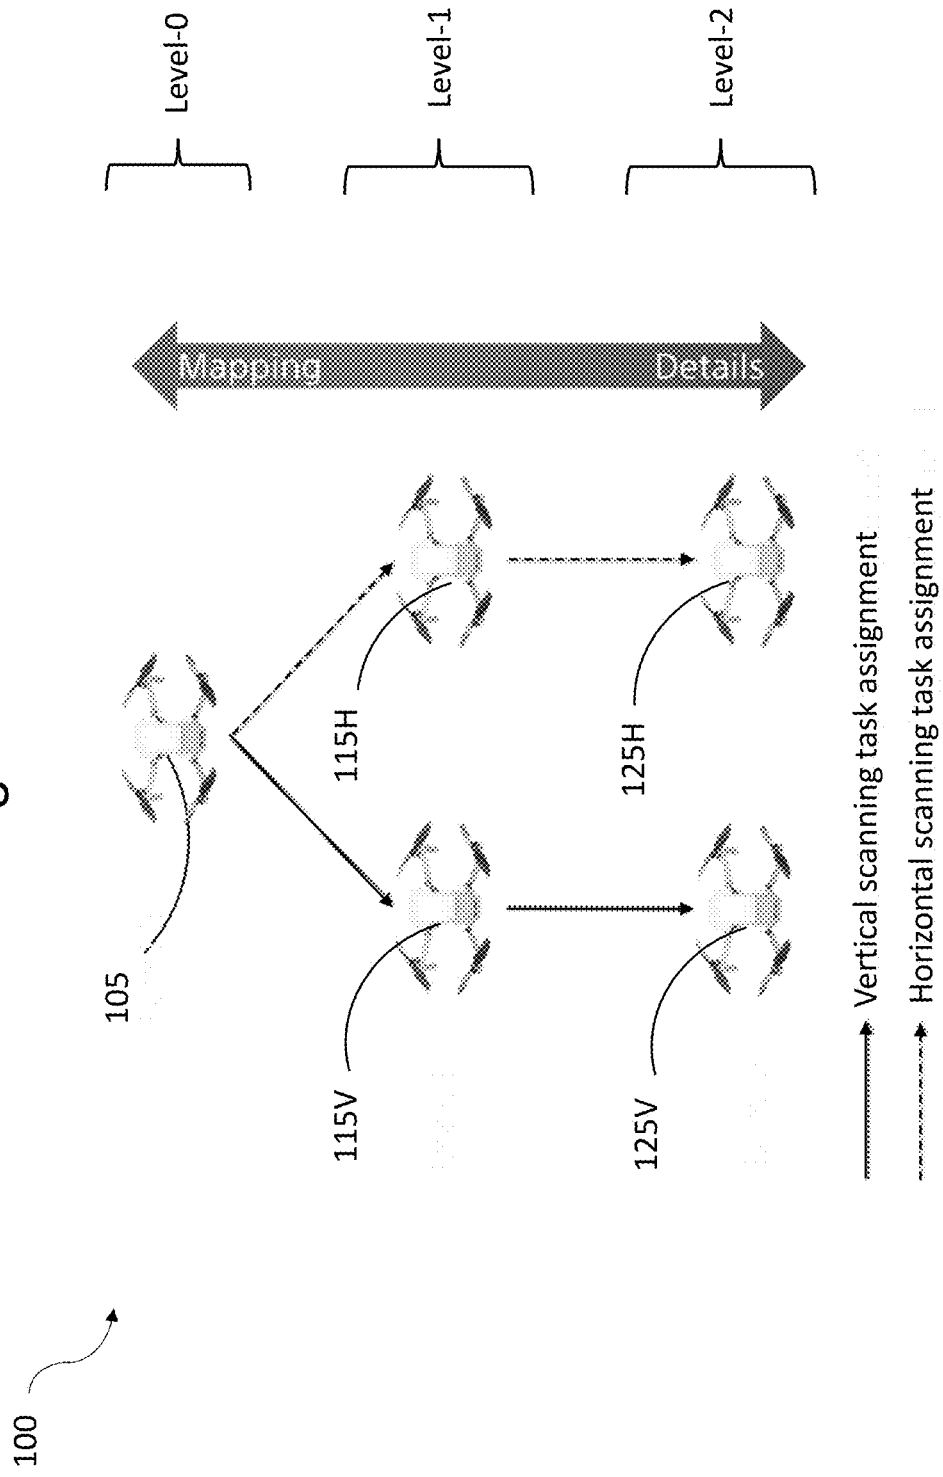 100
105
Level-0
Mapping
115V
115H
Level-1
125V
125H
Details
Level-2
Vertical scanning task assignment
Horizontal scanning task assignment